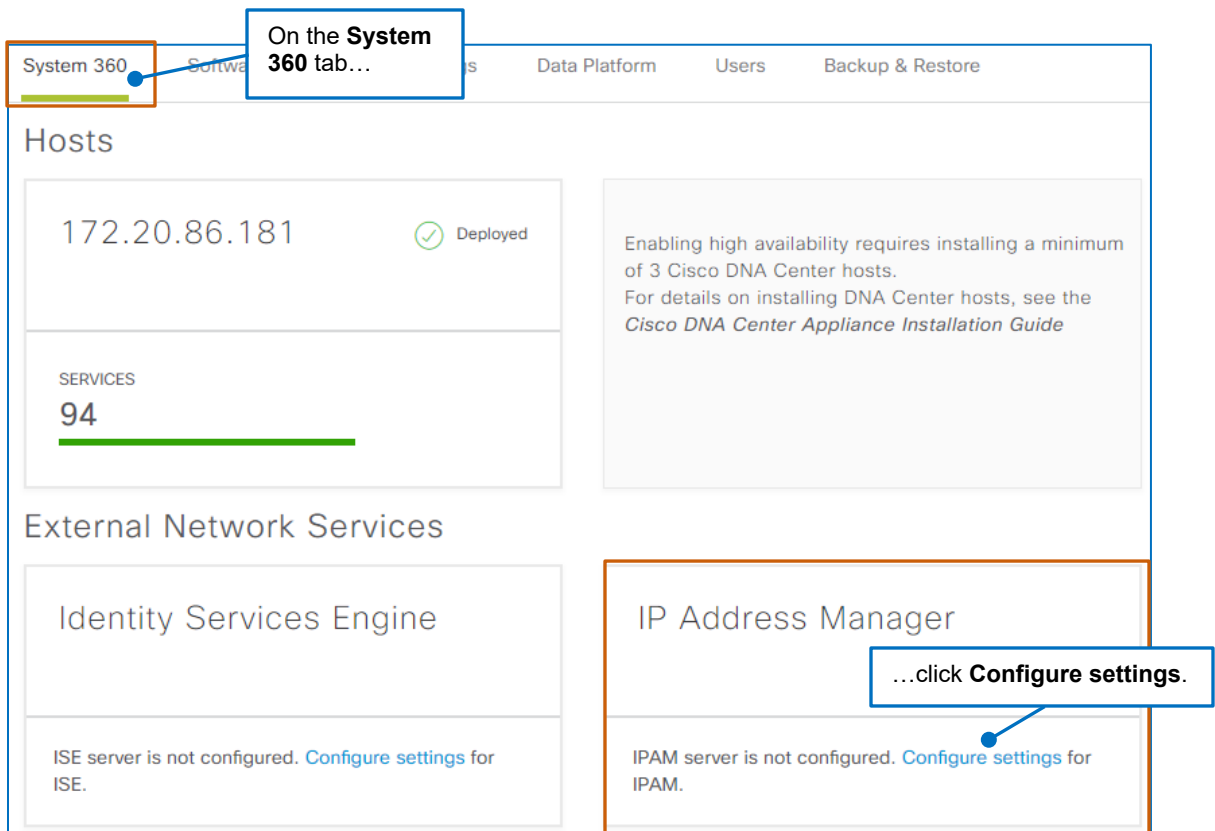 On the System
360 tab…
System 360 Softwa gs Data Platform Users Backup & Restore
Hosts
172.20.86.181 Deployed
Enabling high availability requires installing a minimum
of 3 Cisco DNA Center hosts.
For details on installing DNA Center hosts, see the
Cisco DNA Center Appliance Installation Guide
SERVICES
94
External Network Services
Identity Services Engine
IP Address Manager
…click Configure settings.
ISE server is not configured. Configure settings for
ISE.
IPAM server is not configured. Configure settings for
IPAM.